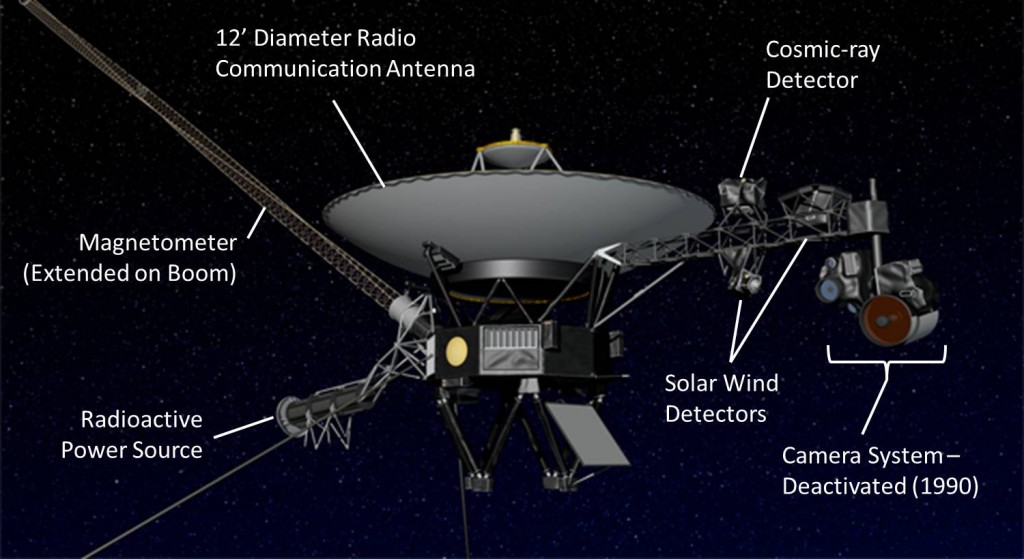 12’ Diameter Radio
Communication Antenna
Cosmic-ray
Detector
Magnetometer
(Extended on Boom)
Solar Wind
Detectors
Radioactive
Power Source
Camera System –
Deactivated (1990)